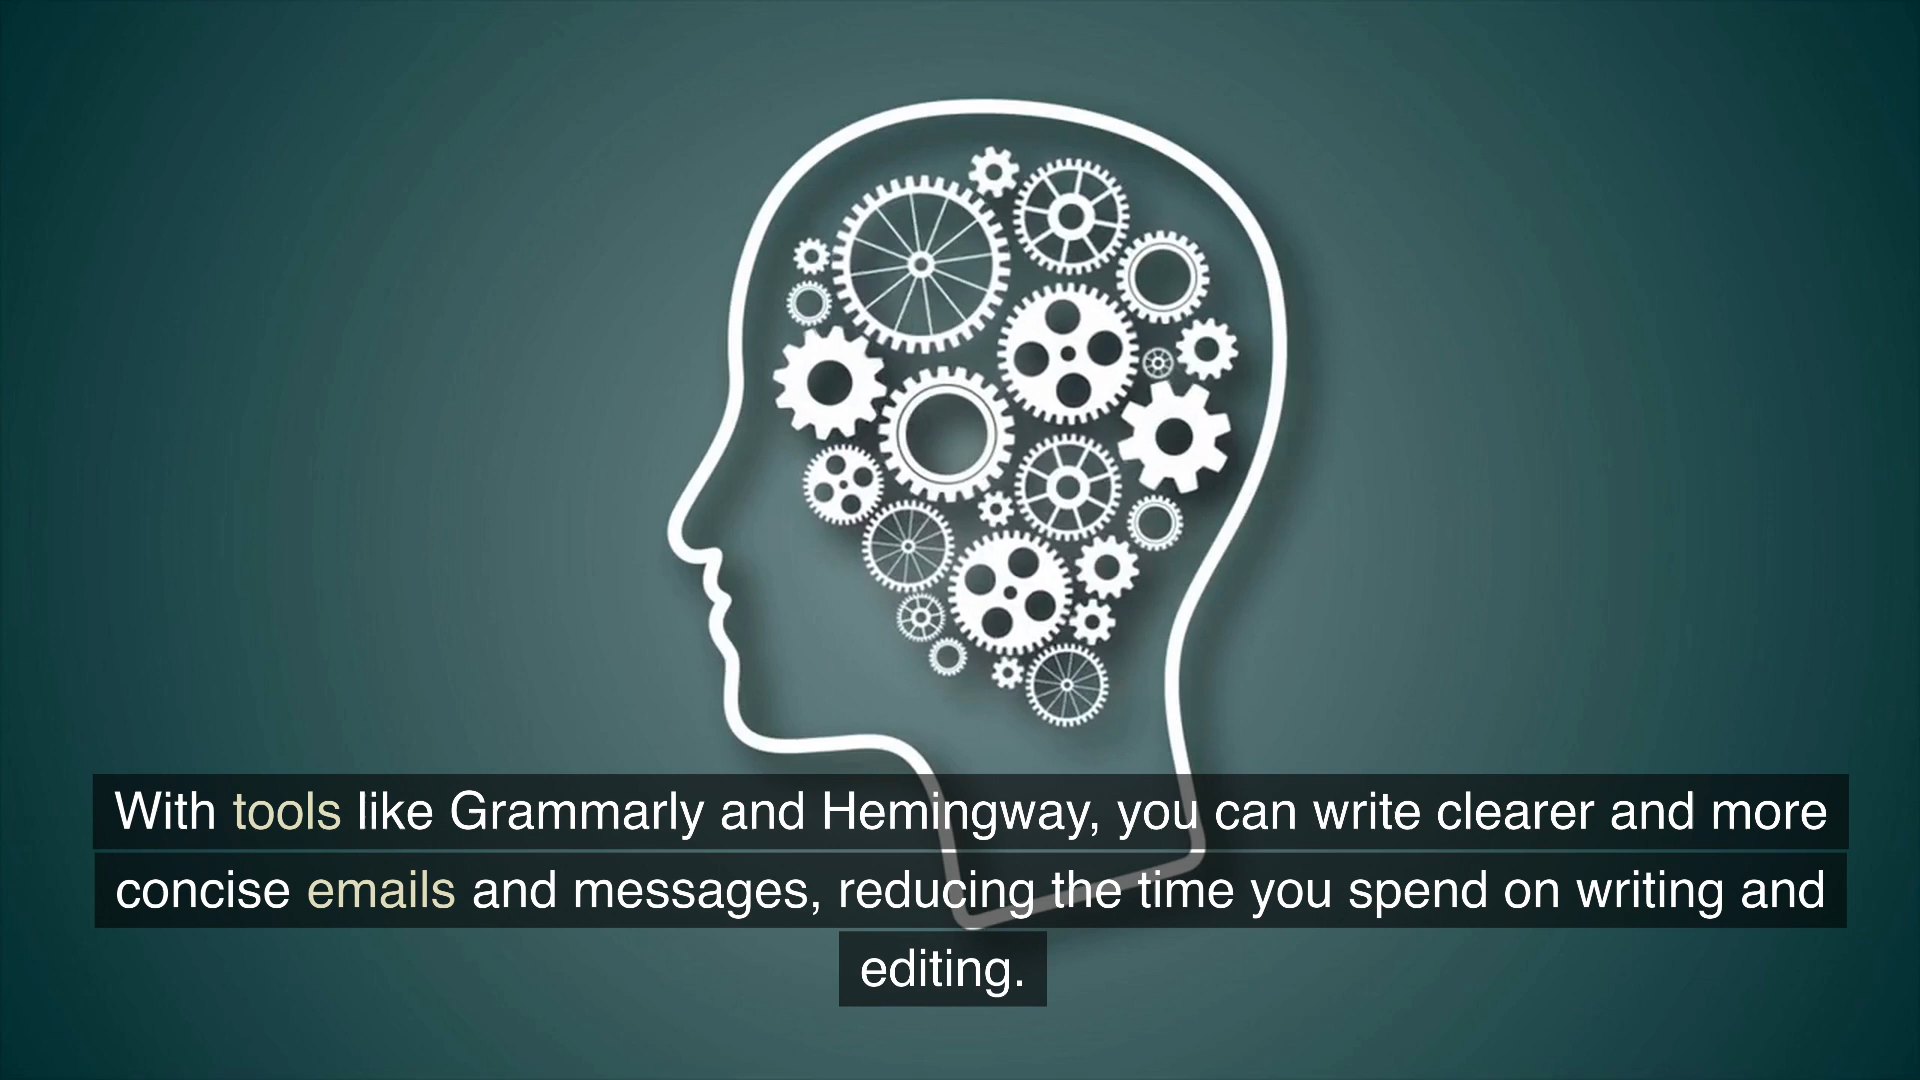 With tools like Grammarly and Hemingway, you can write clearer and more
concise emails and messages, reducing the time you spend on writing and
editing.